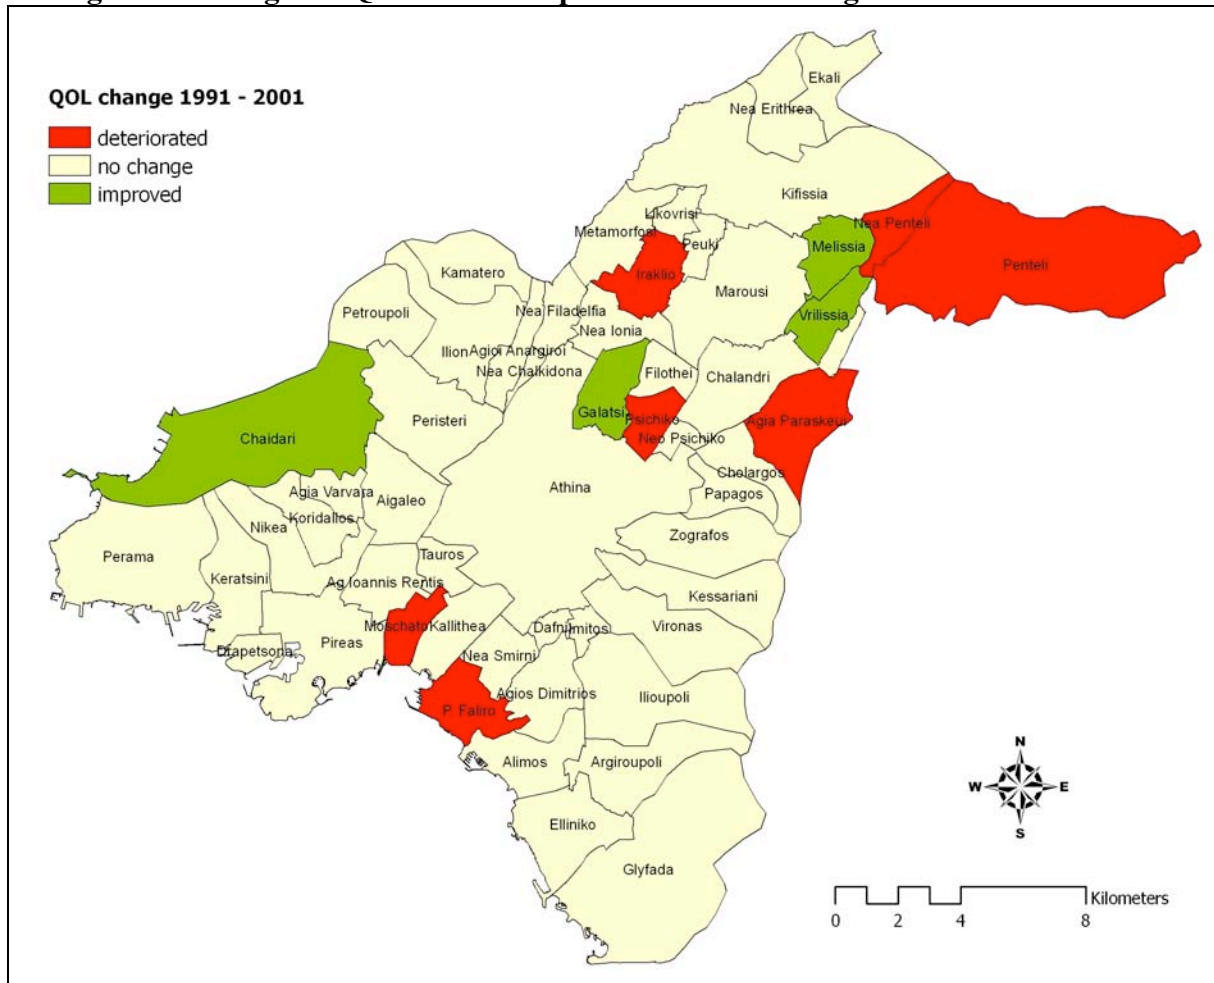 QOL change 1991 - 2001
deteriorated
no change
improved
Ekali
Nea Erithrea
Kifissia
Likovrisi
Metamorfosi
Peuki
Nea Penteli
Melissia
Penteli
Iraklio
Kamatero
Marousi
Petroupoli
Nea Filadelfia
Vrilissia
Nea Ionia
Ilion
Agioi Anargiroi
Nea Chalkidona
Filothei
Chalandri
Galatsi
Psichiko
Agia Paraskeui
Peristeri
Chaidari
Neo Psichiko
Cholargos
Athina
Papagos
Agia Varvara
Aigaleo
Koridallos
Nikea
Zografos
Perama
Tauros
Keratsini
Ag Ioannis Rentis
Kessariani
Moschato
Kallithea
Dafni
Imitos
Vironas
Pireas
Drapetsona
Nea Smirni
Agios Dimitrios
Ilioupoli
P. Faliro
Alimos
Argiroupoli
Elliniko
Glyfada
N
W
E
S
Kilometers
0 2 4 8